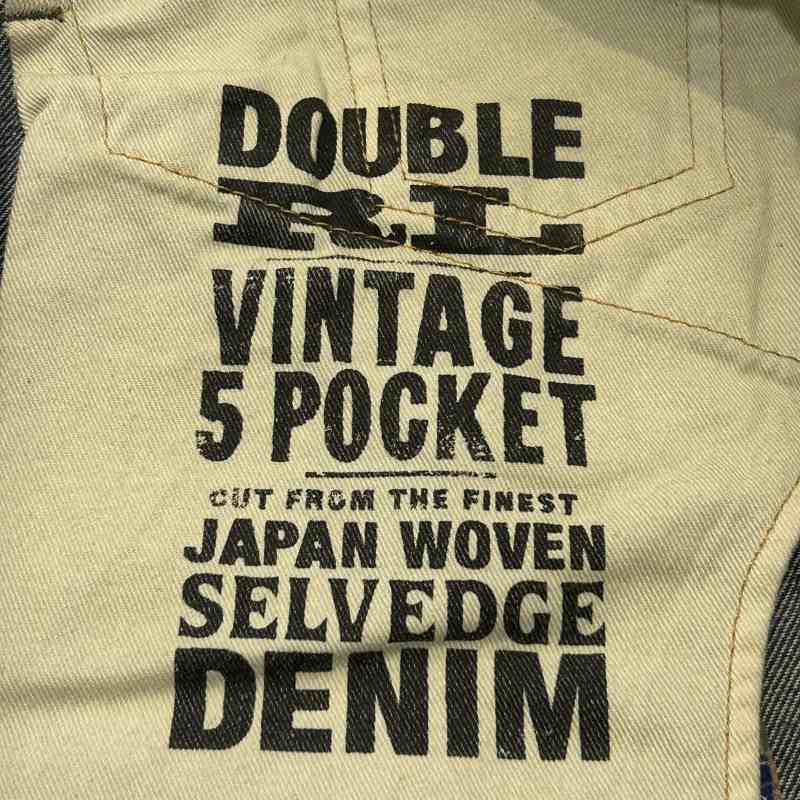 DOUBLE
RL
VINTAGE
5 POCKET
CUT FROM THE FINEST
JAPAN WOVEN
SELVEDGE
DENIM